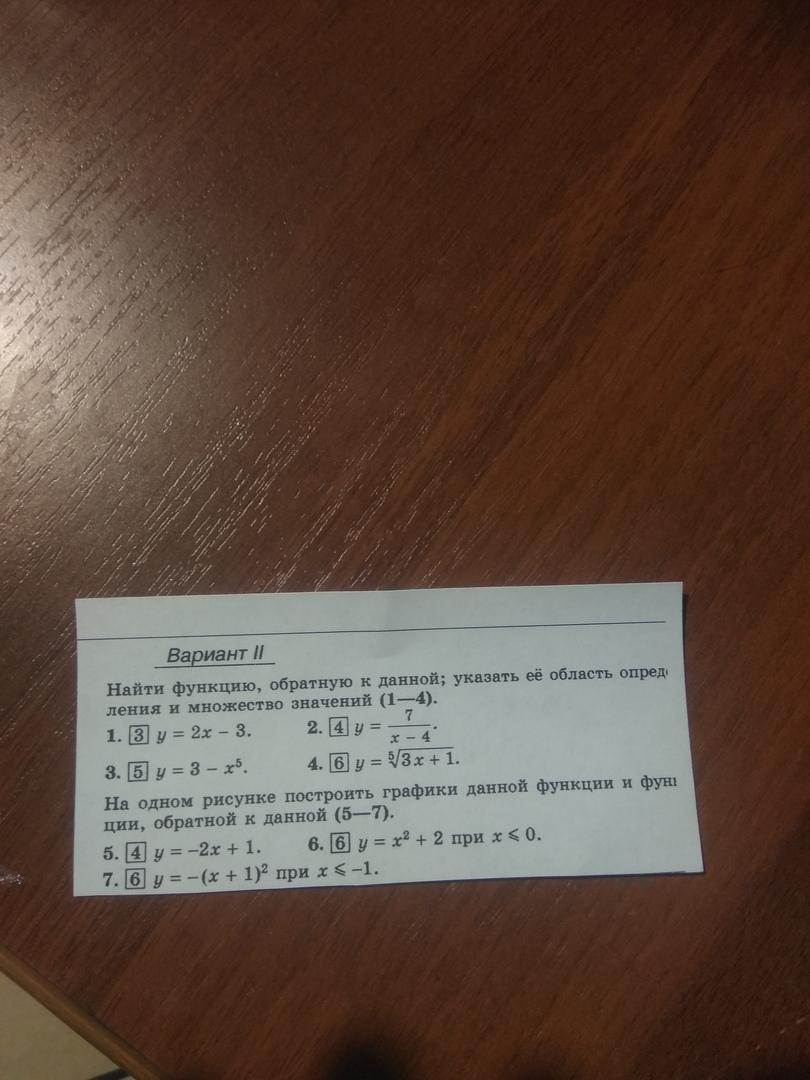 Вариант II
Найти функцию, обратную к данной; указать её область опреде
ления и множество значений (1—4).
1. 3 y = 2x − 3. 2. 4 y = 7/(x − 4).
3. 5 y = 3 − x⁵. 4. 6 y = ⁵√(3x + 1).
На одном рисунке построить графики данной функции и функ
ции, обратной к данной (5—7).
5. 4 y = −2x + 1. 6. 6 y = x² + 2 при x ⩽ 0.
7. 6 y = −(x + 1)² при x ⩽ −1.